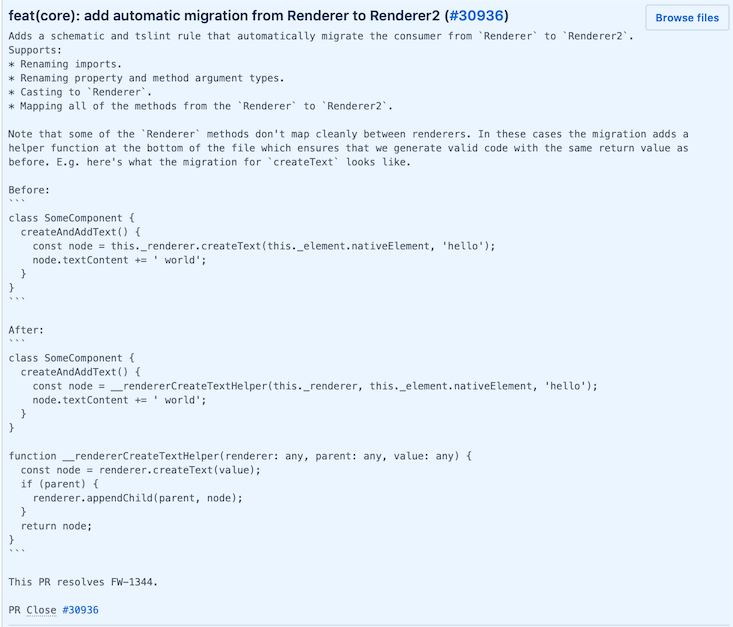 feat(core): add automatic migration from Renderer to Renderer2 (#30936)
Browse files
Adds a schematic and tslint rule that automatically migrate the consumer from `Renderer` to `Renderer2`.
Supports:
* Renaming imports.
* Renaming property and method argument types.
* Casting to `Renderer`.
* Mapping all of the methods from the `Renderer` to `Renderer2`.

Note that some of the `Renderer` methods don't map cleanly between renderers. In these cases the migration adds a
helper function at the bottom of the file which ensures that we generate valid code with the same return value as
before. E.g. here's what the migration for `createText` looks like.

Before:
```
class SomeComponent {
  createAndAddText() {
    const node = this._renderer.createText(this._element.nativeElement, 'hello');
    node.textContent += ' world';
  }
}
```

After:
```
class SomeComponent {
  createAndAddText() {
    const node = __rendererCreateTextHelper(this._renderer, this._element.nativeElement, 'hello');
    node.textContent += ' world';
  }
}

function __rendererCreateTextHelper(renderer: any, parent: any, value: any) {
  const node = renderer.createText(value);
  if (parent) {
    renderer.appendChild(parent, node);
  }
  return node;
}
```

This PR resolves FW-1344.

PR Close #30936